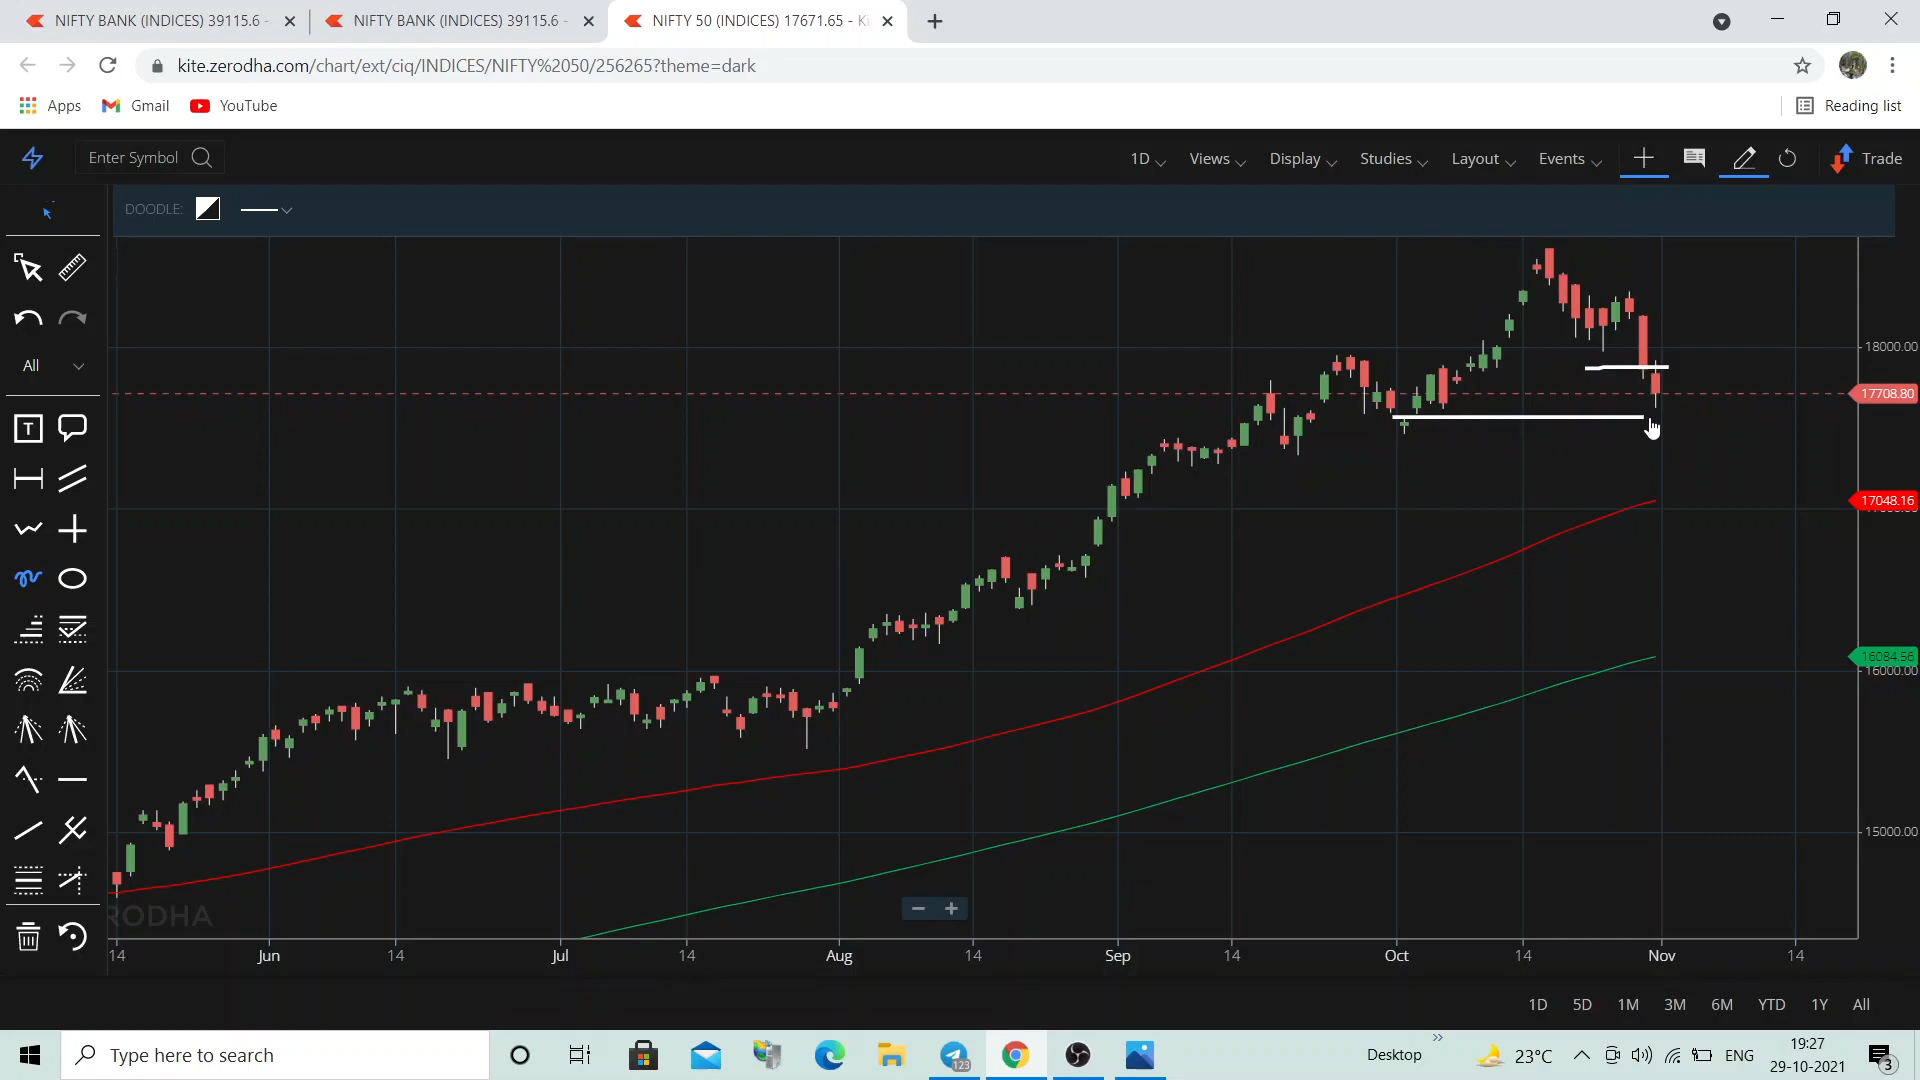 NIFTY BANK (INDICES) 39115.6 -
NIFTY BANK (INDICES) 39115.6 -
NIFTY 50 (INDICES) 17671.65 - Ki
kite.zerodha.com/chart/ext/ciq/INDICES/NIFTY%2050/256265?theme=dark
Apps
Gmail
YouTube
Reading list
Enter Symbol
1D
Views
Display
Studies
Layout
Events
Trade
DOODLE:
All
T
18000.00
17708.80
17048.16
16084.56
16000.00
15000.00
RODHA
14
Jun
14
Jul
14
Aug
14
Sep
14
Oct
14
Nov
14
1D 5D 1M 3M 6M YTD 1Y All
Type here to search
123
Desktop
23°C
ENG
19:27
29-10-2021
3